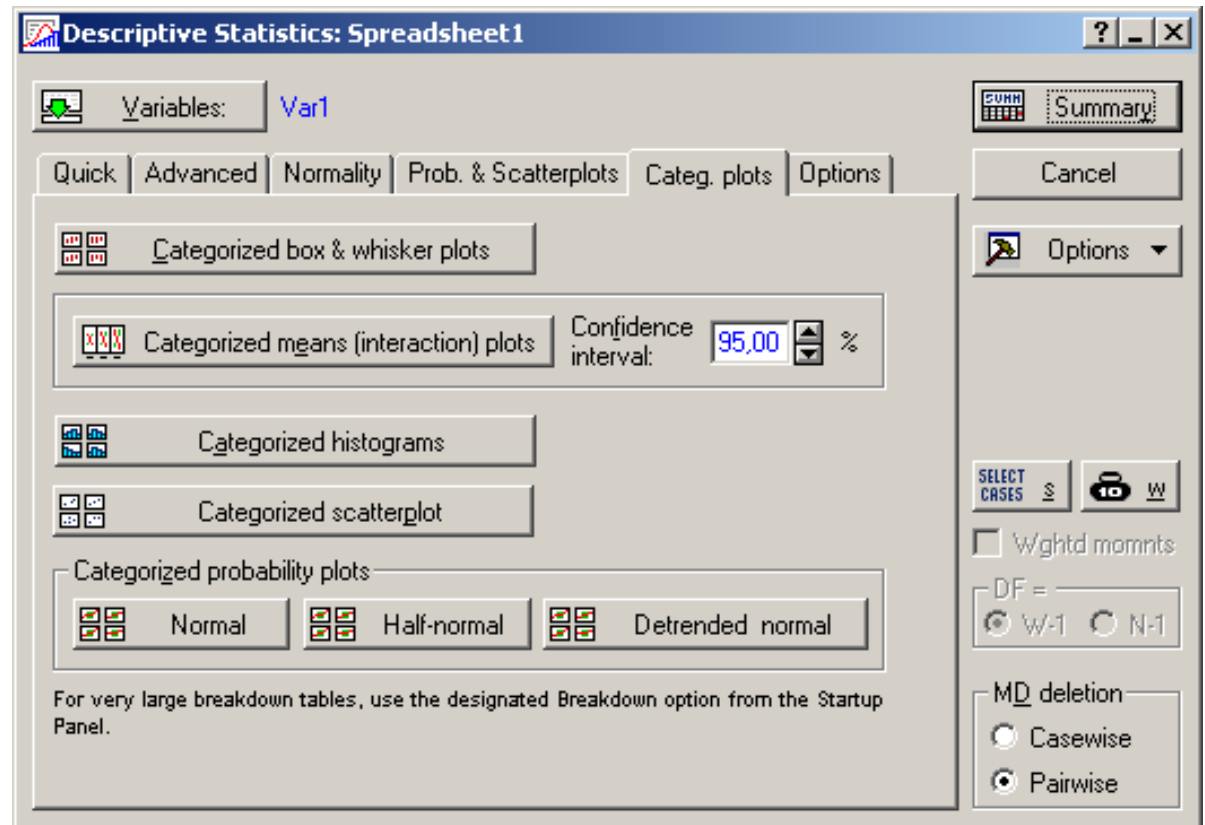 Descriptive Statistics: Spreadsheet1
?
Variables: Var1
SUMM Summary
Quick Advanced Normality Prob. & Scatterplots Categ. plots Options
Cancel
Categorized box & whisker plots
Options
Categorized means (interaction) plots
Confidence
interval:
95,00 %
Categorized histograms
Categorized scatterplot
SELECT
CASES S
10 W
Wghtd momnts
Categorized probability plots
Normal Half-normal Detrended normal
DF =
W-1 N-1
For very large breakdown tables, use the designated Breakdown option from the Startup
Panel.
MD deletion
Casewise
Pairwise